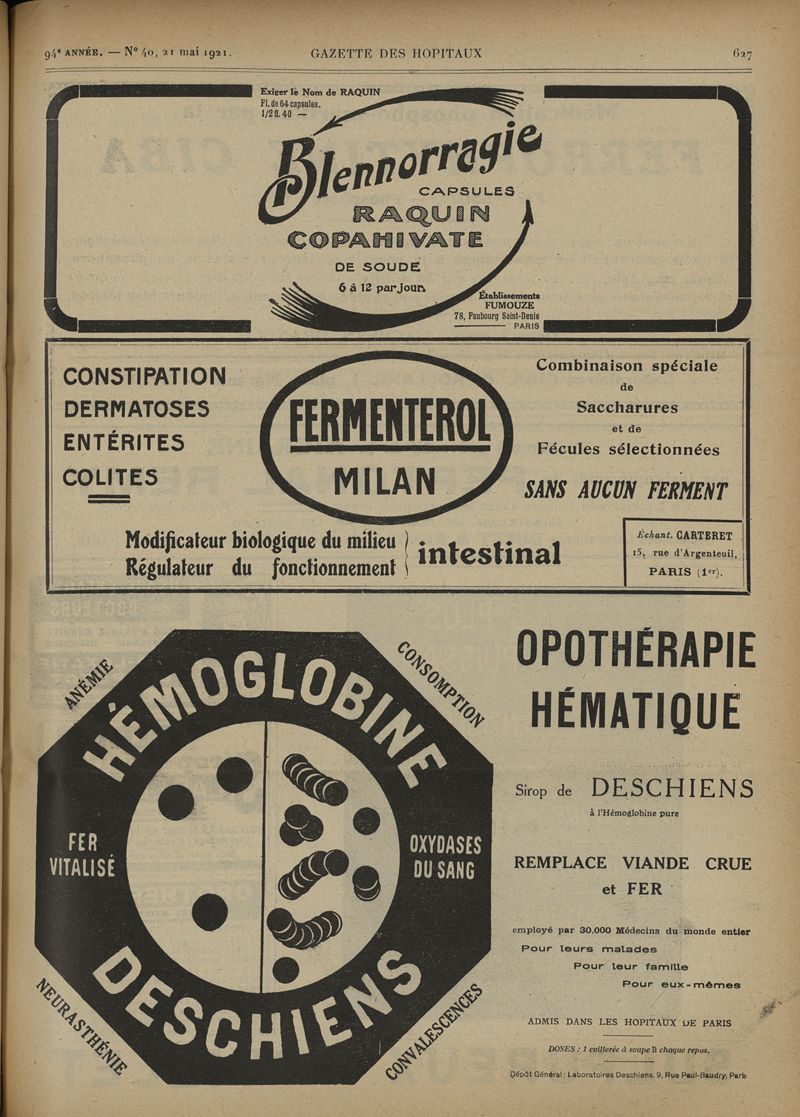 94e ANNÉE. — No 40, 21 mai 1921. GAZETTE DES HOPITAUX 627
Exiger le Nom de RAQUIN
Fl. de 64 capsules.
1/2 fl. 40 —
Blennorragie
CAPSULES
RAQUIN
COPAHIVATE
DE SOUDE
6 à 12 par jour.
Établissements
FUMOUZE
78, Faubourg Saint-Denis
PARIS
CONSTIPATION
DERMATOSES
ENTÉRITES
COLITES
FERMENTEROL
MILAN
Combinaison spéciale
de
Saccharures
et de
Fécules sélectionnées
SANS AUCUN FERMENT
Modificateur biologique du milieu
Régulateur du fonctionnement
intestinal
Échant. CARTERET
15, rue d'Argenteuil,
PARIS (1er).
ANÉMIE
CONSOMPTION
HÉMOGLOBINE
FER
VITALISÉ
OXYDASES
DU SANG
DESCHIENS
NEURASTHÉNIE
CONVALESCENCES
OPOTHÉRAPIE
HÉMATIQUE
Sirop de DESCHIENS
à l'Hémoglobine pure
REMPLACE VIANDE CRUE
et FER
employé par 30.000 Médecins du monde entier
Pour leurs malades
Pour leur famille
Pour eux-mêmes
ADMIS DANS LES HOPITAUX DE PARIS
DOSES : 1 cuillerée à soupe à chaque repas.
Dépôt Général : Laboratoires Deschiens, 9, Rue Paul-Baudry, Paris